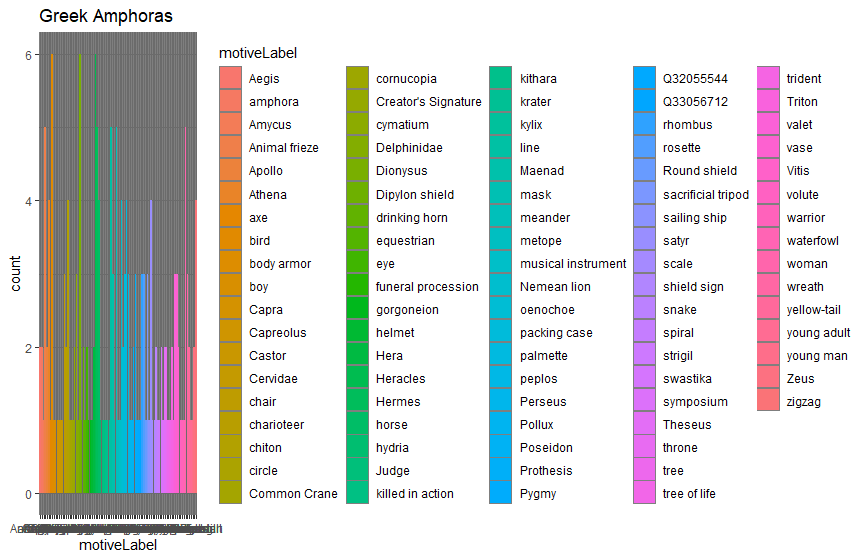 Greek Amphoras
motiveLabel
Aegis
amphora
Amycus
Animal frieze
Apollo
Athena
axe
bird
body armor
boy
Capra
Capreolus
Castor
Cervidae
chair
charioteer
chiton
circle
Common Crane
cornucopia
Creator's Signature
cymatium
Delphinidae
Dionysus
Dipylon shield
drinking horn
equestrian
eye
funeral procession
gorgoneion
helmet
Hera
Heracles
Hermes
horse
hydria
Judge
killed in action
kithara
krater
kylix
line
Maenad
mask
meander
metope
musical instrument
Nemean lion
oenochoe
packing case
palmette
peplos
Perseus
Pollux
Poseidon
Prothesis
Pygmy
Q32055544
Q33056712
rhombus
rosette
Round shield
sacrificial tripod
sailing ship
satyr
scale
shield sign
snake
spiral
strigil
swastika
symposium
Theseus
throne
tree
tree of life
trident
Triton
valet
vase
Vitis
volute
warrior
waterfowl
woman
wreath
yellow-tail
young adult
young man
Zeus
zigzag
6
4
2
0
count
motiveLabel